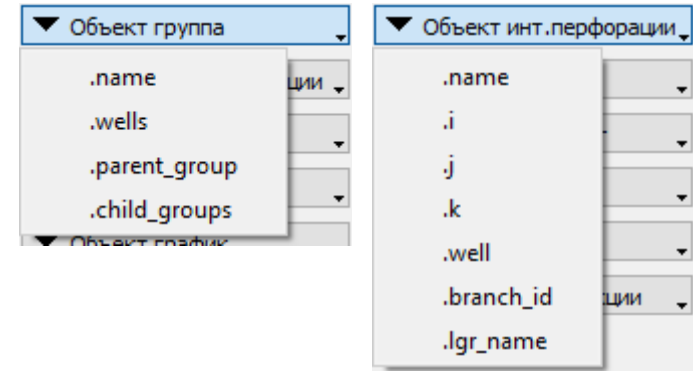 Объект группа
.name
.wells
.parent_group
.child_groups
ции
Объект график
Объект инт.перфорации
.name
.i
.j
.k
.well
.branch_id
.lgr_name
ции